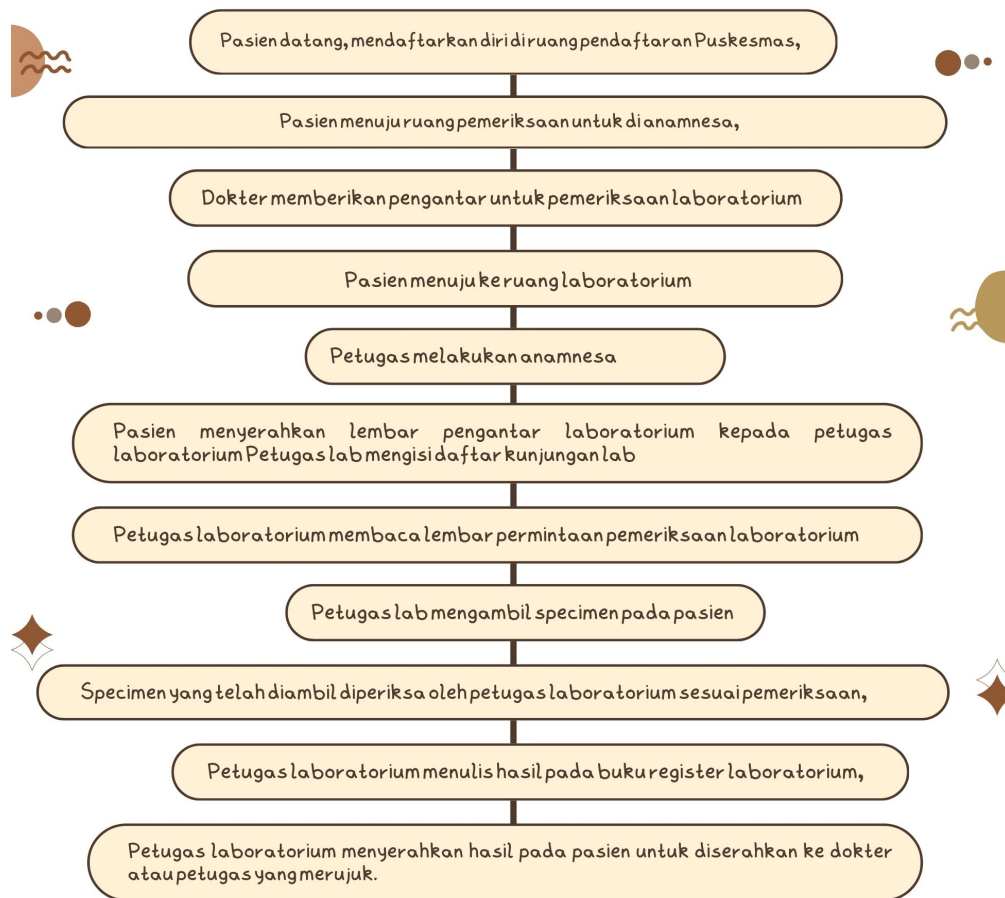 Pasien datang, mendaftarkan diri di ruang pendaftaran Puskesmas,
Pasien menuju ruang pemeriksaan untuk di anamnesa,
Dokter memberikan pengantar untuk pemeriksaan laboratorium
Pasien menuju ke ruang laboratorium
Petugas melakukan anamnesa
Pasien menyerahkan lembar pengantar laboratorium kepada petugas
laboratorium Petugas lab mengisi daftar kunjungan lab
Petugas laboratorium membaca lembar permintaan pemeriksaan laboratorium
Petugas lab mengambil specimen pada pasien
Specimen yang telah diambil diperiksa oleh petugas laboratorium sesuai pemeriksaan,
Petugas laboratorium menulis hasil pada buku register laboratorium,
Petugas laboratorium menyerahkan hasil pada pasien untuk diserahkan ke dokter
atau petugas yang merujuk.